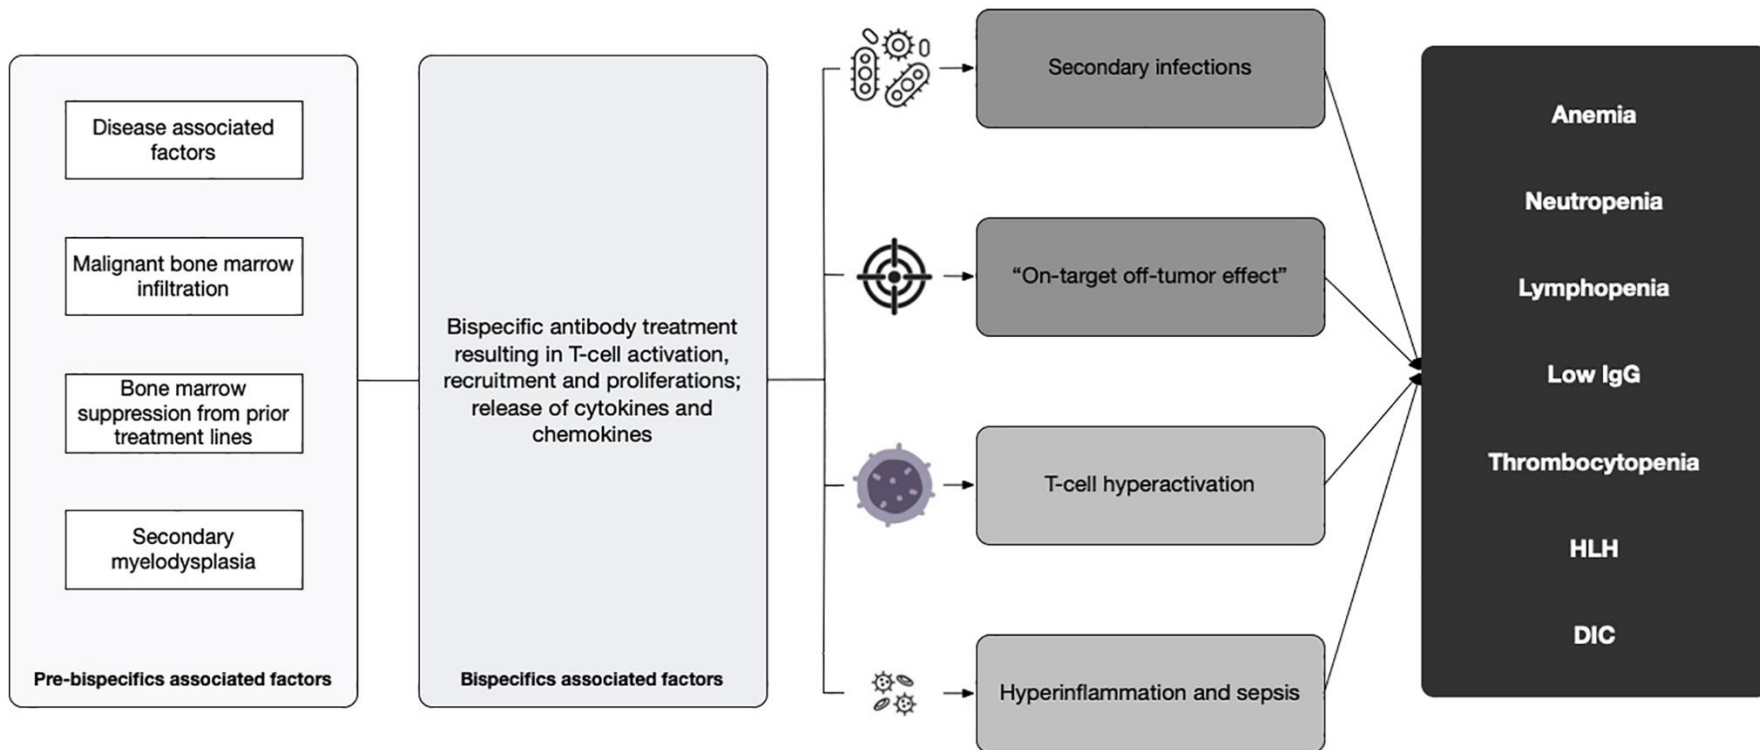 Disease associated
factors
Malignant bone marrow
infiltration
Bone marrow
suppression from prior
treatment lines
Secondary
myelodysplasia
Pre-bispecifics associated factors
Bispecific antibody treatment
resulting in T-cell activation,
recruitment and proliferations;
release of cytokines and
chemokines
Bispecifics associated factors
Secondary infections
“On-target off-tumor effect”
T-cell hyperactivation
Hyperinflammation and sepsis
Anemia
Neutropenia
Lymphopenia
Low IgG
Thrombocytopenia
HLH
DIC